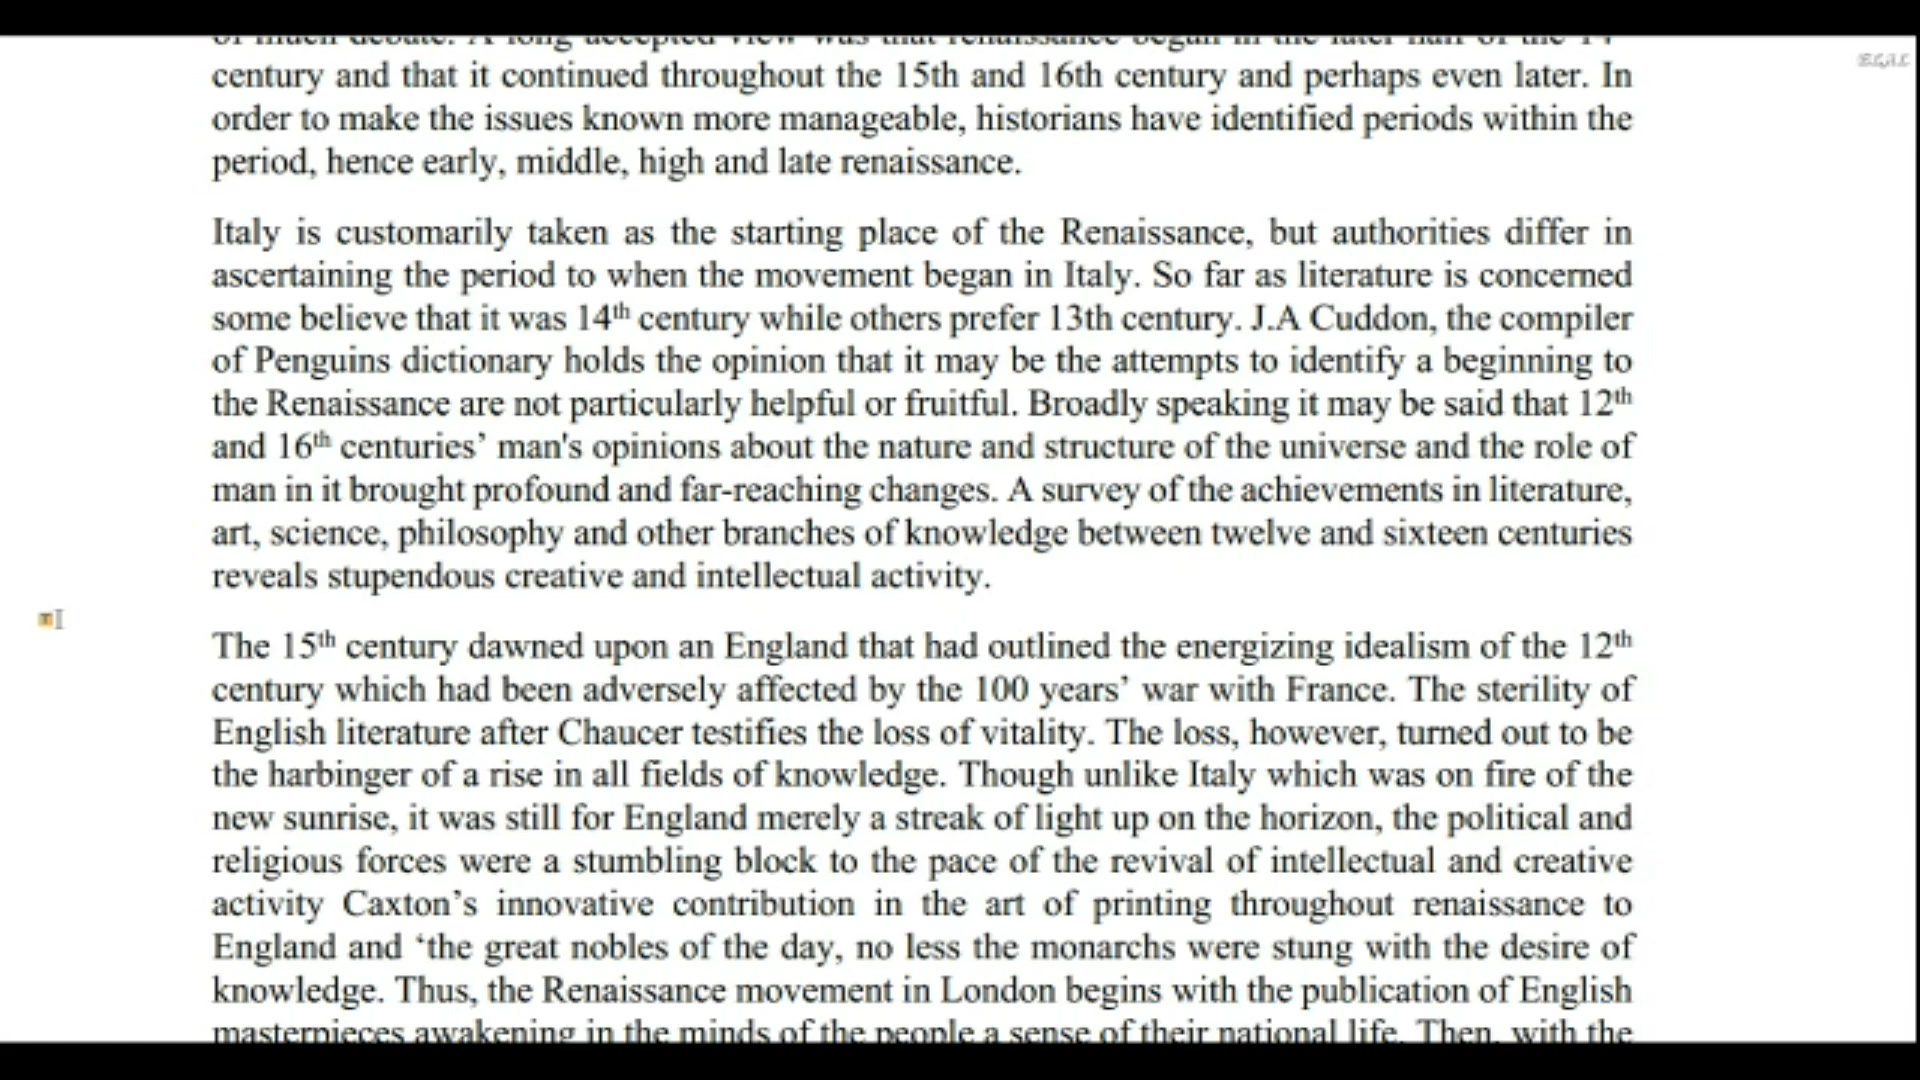 of much debate. A long accepted view was that renaissance began in the later half of the 14
century and that it continued throughout the 15th and 16th century and perhaps even later. In
order to make the issues known more manageable, historians have identified periods within the
period, hence early, middle, high and late renaissance.
Italy is customarily taken as the starting place of the Renaissance, but authorities differ in
ascertaining the period to when the movement began in Italy. So far as literature is concerned
some believe that it was 14th century while others prefer 13th century. J.A Cuddon, the compiler
of Penguins dictionary holds the opinion that it may be the attempts to identify a beginning to
the Renaissance are not particularly helpful or fruitful. Broadly speaking it may be said that 12th
and 16th centuries’ man's opinions about the nature and structure of the universe and the role of
man in it brought profound and far-reaching changes. A survey of the achievements in literature,
art, science, philosophy and other branches of knowledge between twelve and sixteen centuries
reveals stupendous creative and intellectual activity.
The 15th century dawned upon an England that had outlined the energizing idealism of the 12th
century which had been adversely affected by the 100 years’ war with France. The sterility of
English literature after Chaucer testifies the loss of vitality. The loss, however, turned out to be
the harbinger of a rise in all fields of knowledge. Though unlike Italy which was on fire of the
new sunrise, it was still for England merely a streak of light up on the horizon, the political and
religious forces were a stumbling block to the pace of the revival of intellectual and creative
activity Caxton’s innovative contribution in the art of printing throughout renaissance to
England and ‘the great nobles of the day, no less the monarchs were stung with the desire of
knowledge. Thus, the Renaissance movement in London begins with the publication of English
masterpieces awakening in the minds of the people a sense of their national life. Then, with the